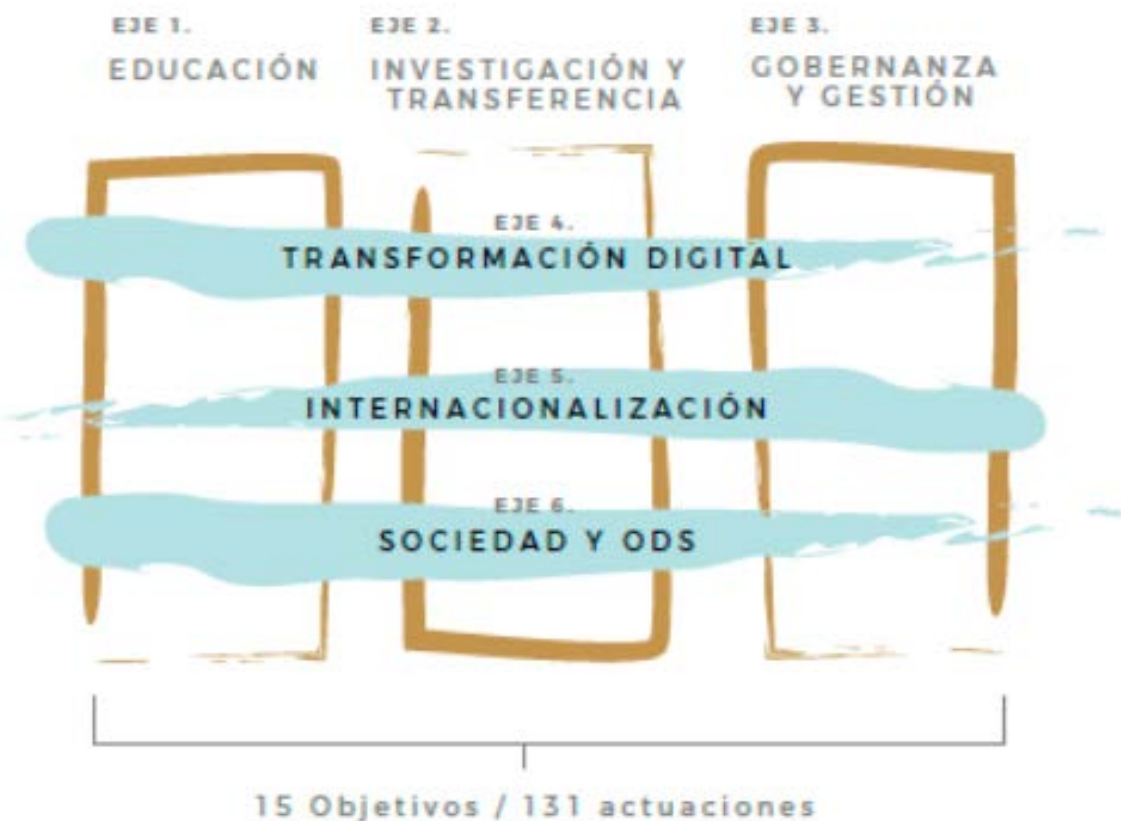 EJE 1.
EDUCACIÓN
EJE 2.
INVESTIGACIÓN Y
TRANSFERENCIA
EJE 3.
GOBERNANZA
Y GESTIÓN
EJE 4.
TRANSFORMACIÓN DIGITAL
EJE 5.
INTERNACIONALIZACIÓN
EJE 6.
SOCIEDAD Y ODS
15 Objetivos / 131 actuaciones